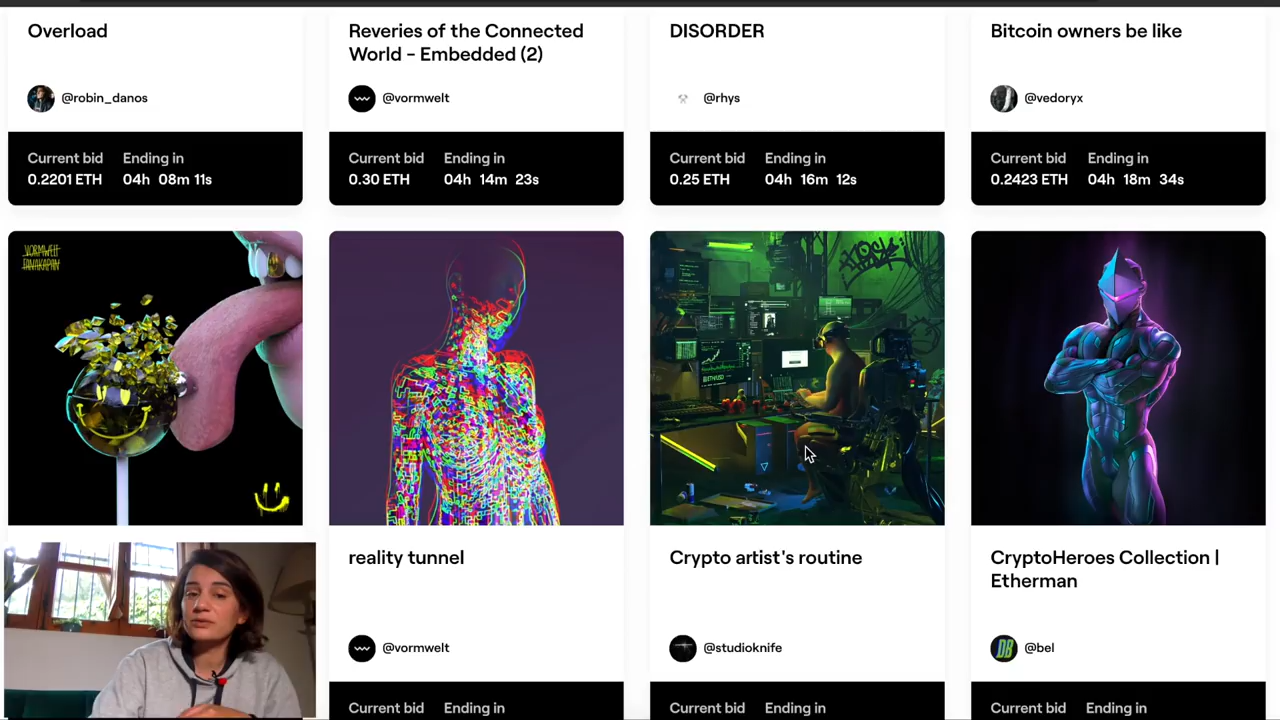 Overload
Reveries of the Connected
World - Embedded (2)
DISORDER
Bitcoin owners be like
@robin_danos
@vormwelt
@rhys
@vedoryx
Current bid Ending in
0.2201 ETH 04h 08m 11s
Current bid Ending in
0.30 ETH 04h 14m 23s
Current bid Ending in
0.25 ETH 04h 16m 12s
Current bid Ending in
0.2423 ETH 04h 18m 34s
VORMWELT
FANAKAPAN
reality tunnel
Crypto artist's routine
CryptoHeroes Collection |
Etherman
@vormwelt
@studioknife
DB
@bel
Current bid Ending in
Current bid Ending in
Current bid Ending in